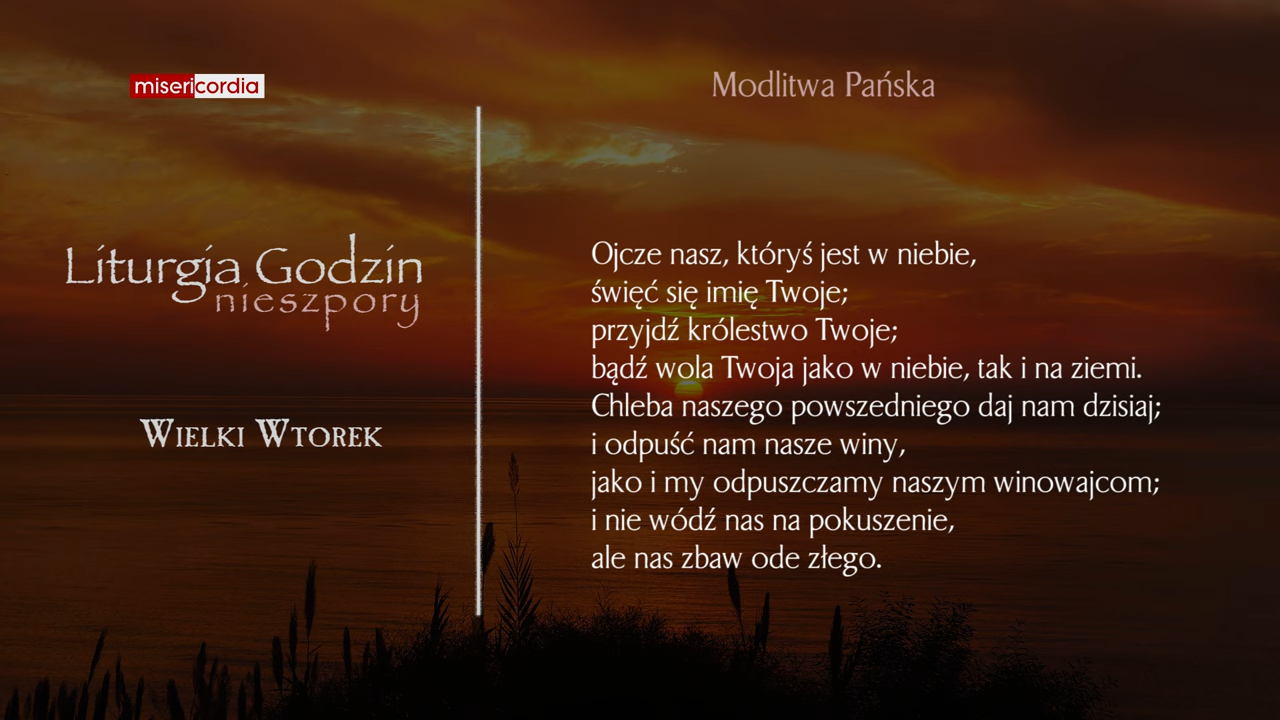 misericordia
Liturgia Godzin
nieszpory
Wielki Wtorek
Modlitwa Pańska
Ojcze nasz, któryś jest w niebie,
święć się imię Twoje;
przyjdź królestwo Twoje;
bądź wola Twoja jako w niebie, tak i na ziemi.
Chleba naszego powszedniego daj nam dzisiaj;
i odpuść nam nasze winy,
jako i my odpuszczamy naszym winowajcom;
i nie wódź nas na pokuszenie,
ale nas zbaw ode złego.